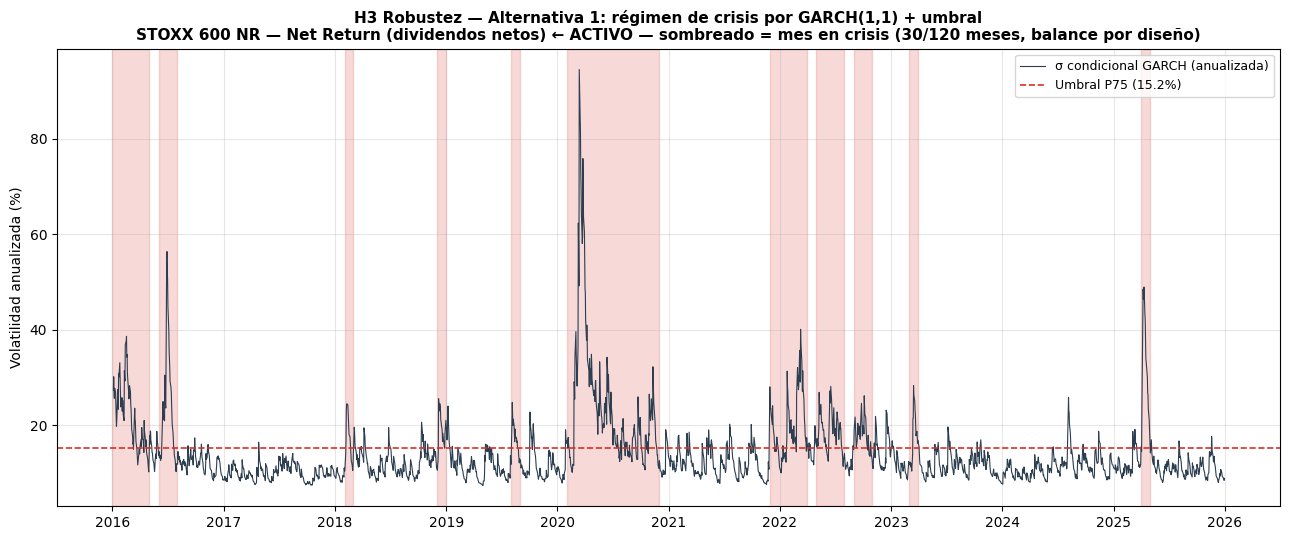 H3 Robustez — Alternativa 1: régimen de crisis por GARCH(1,1) + umbral
STOXX 600 NR — Net Return (dividendos netos) ← ACTIVO — sombreado = mes en crisis (30/120 meses, balance por diseño)
σ condicional GARCH (anualizada)
Umbral P75 (15.2%)
Volatilidad anualizada (%)
80
60
40
20
2016 2017 2018 2019 2020 2021 2022 2023 2024 2025 2026